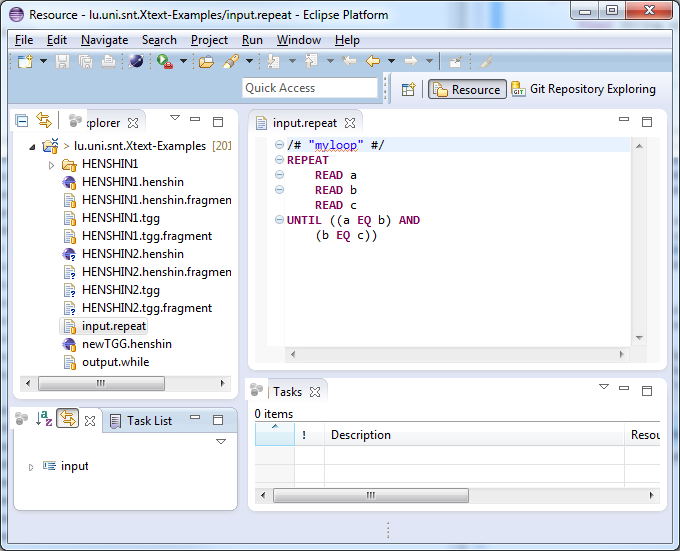 Resource - lu.uni.snt.Xtext-Examples/input.repeat - Eclipse Platform
File Edit Navigate Search Project Run Window Help
Quick Access
Resource
GIT
Git Repository Exploring
xplorer
> lu.uni.snt.Xtext-Examples [201
HENSHIN1
HENSHIN1.henshin
HENSHIN1.henshin.fragmen
HENSHIN1.tgg
HENSHIN1.tgg.fragment
HENSHIN2.henshin
HENSHIN2.henshin.fragmen
HENSHIN2.tgg
HENSHIN2.tgg.fragment
input.repeat
newTGG.henshin
output.while
input.repeat
/# "myloop" #/
REPEAT
READ a
READ b
READ c
UNTIL ((a EQ b) AND
(b EQ c))
Task List
input
Tasks
0 items
! Description Resou